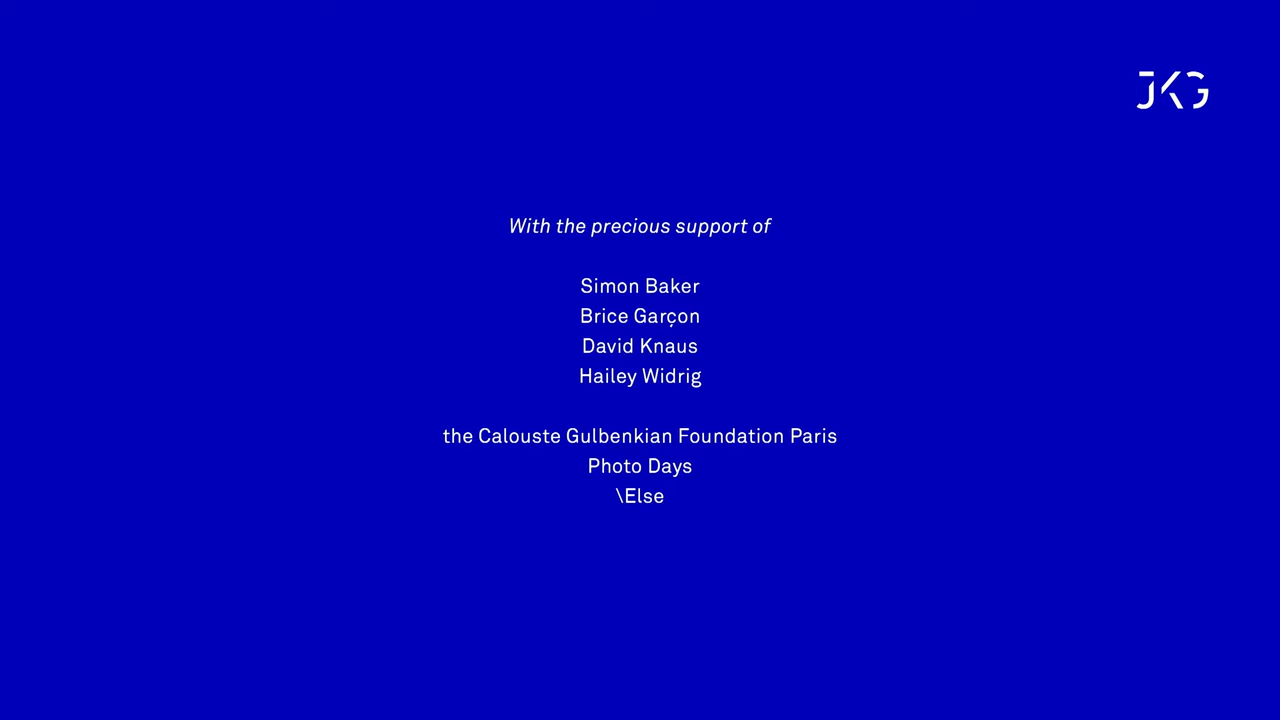 JKG
With the precious support of
Simon Baker
Brice Garçon
David Knaus
Hailey Widrig
the Calouste Gulbenkian Foundation Paris
Photo Days
\Else